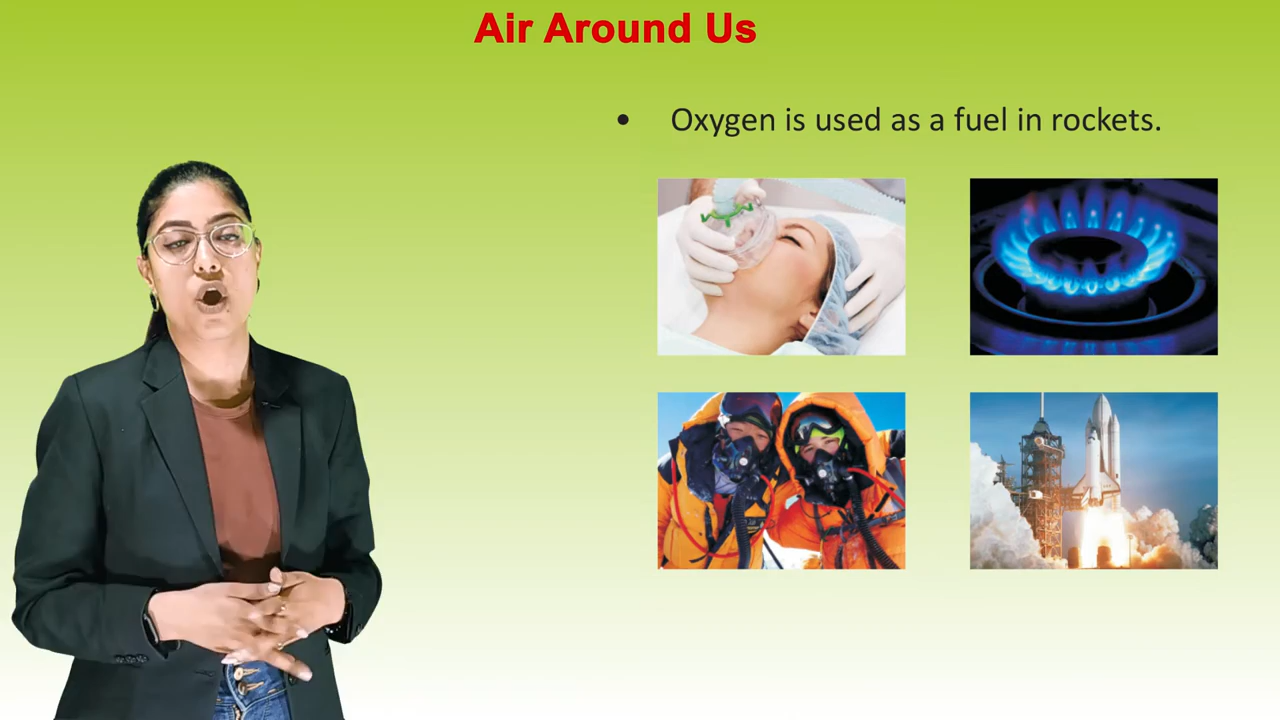 Air Around Us
• Oxygen is used as a fuel in rockets.